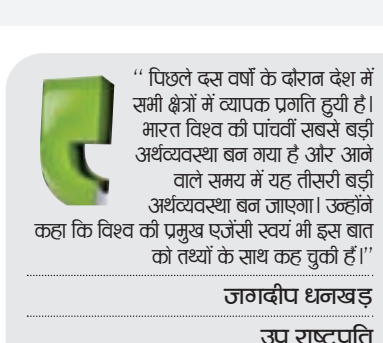 ‘‘ पिछले दस वर्षों के दौरान देश में
सभी क्षेत्रों में व्यापक प्रगति हुयी है।
भारत विश्व की पांचवीं सबसे बड़ी
अर्थव्यवस्था बन गया है और आने
वाले समय में यह तीसरी बड़ी
अर्थव्यवस्था बन जाएगा। उन्होंने
कहा कि विश्व की प्रमुख एजेंसी स्वयं भी इस बात
को तथ्यों के साथ कह चुकी हैं।’’
जगदीप धनखड़
उप राष्ट्रपति